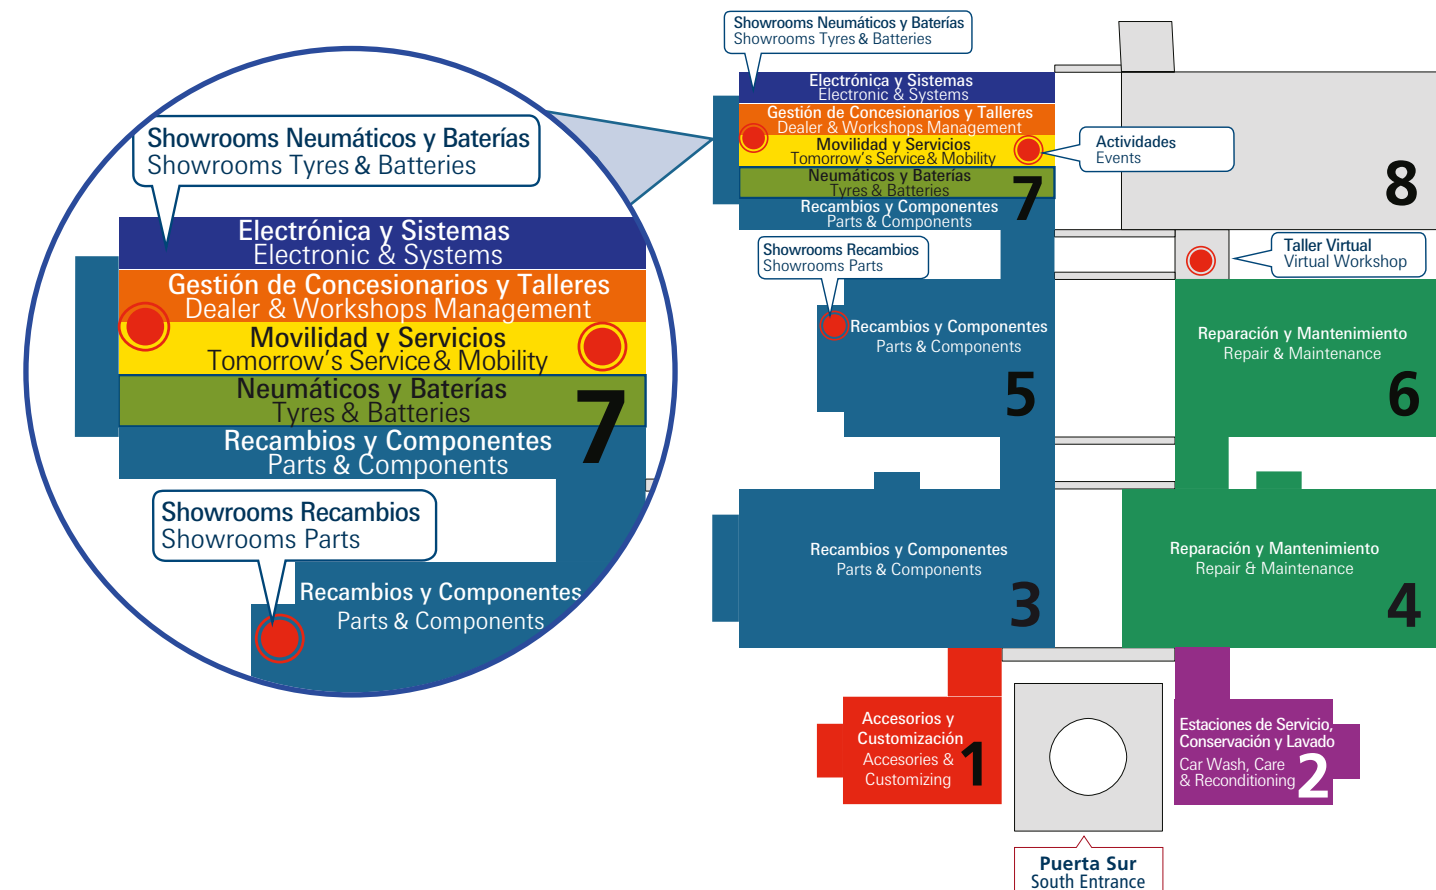 Showrooms Neumáticos y Baterías
Showrooms Tyres & Batteries
Electrónica y Sistemas
Electronic & Systems
Gestión de Concesionarios y Talleres
Dealer & Workshops Management
Movilidad y Servicios
Tomorrow's Service & Mobility
Neumáticos y Baterías
Tyres & Batteries
7
Recambios y Componentes
Parts & Components
Showrooms Recambios
Showrooms Parts
Recambios y Componentes
Parts & Components
Showrooms Neumáticos y Baterías
Showrooms Tyres & Batteries
Electrónica y Sistemas
Electronic & Systems
Gestión de Concesionarios y Talleres
Dealer & Workshops Management
Movilidad y Servicios
Tomorrow's Service & Mobility
Neumáticos y Baterías
Tyres & Batteries
7
Recambios y Componentes
Parts & Components
Actividades
Events
8
Showrooms Recambios
Showrooms Parts
Taller Virtual
Virtual Workshop
Recambios y Componentes
Parts & Components
5
Reparación y Mantenimiento
Repair & Maintenance
6
Recambios y Componentes
Parts & Components
3
Reparación y Mantenimiento
Repair & Maintenance
4
Accesorios y
Customización
Accesories &
Customizing
1
Estaciones de Servicio,
Conservación y Lavado
Car Wash, Care
& Reconditioning
2
Puerta Sur
South Entrance